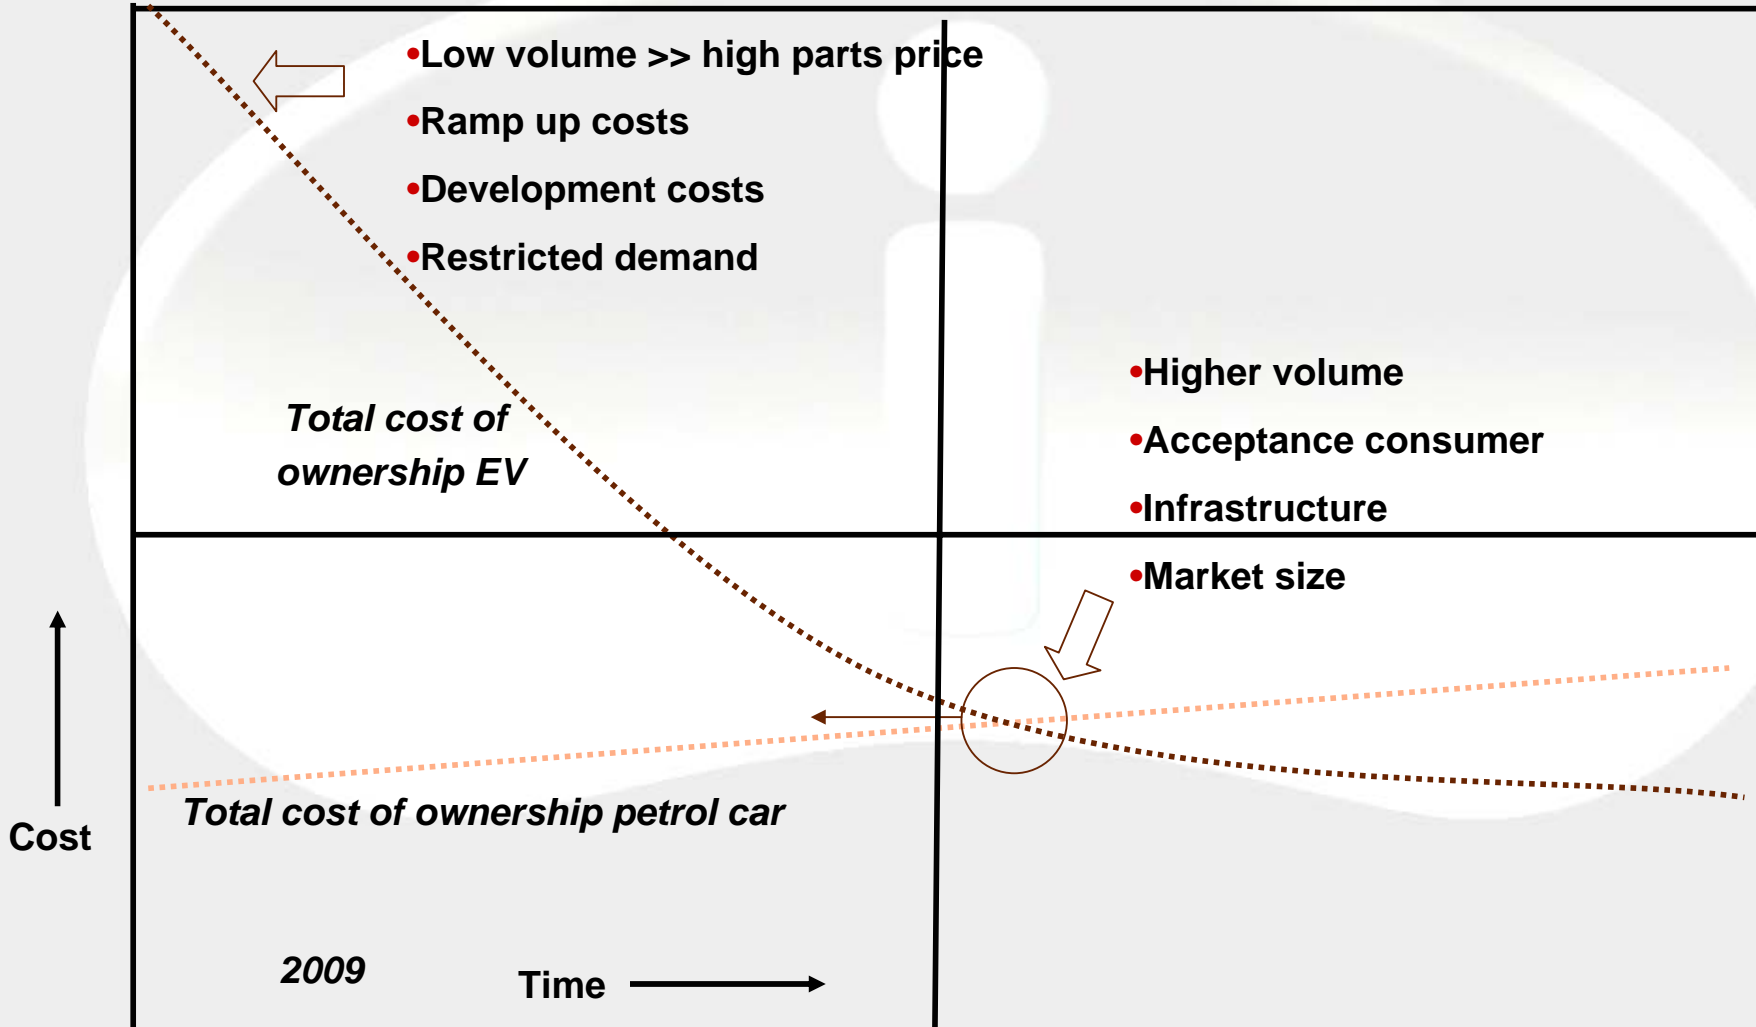 •Low volume >> high parts price
•Ramp up costs
•Development costs
•Restricted demand
Total cost of
ownership EV
•Higher volume
•Acceptance consumer
•Infrastructure
•Market size
Total cost of ownership petrol car
Cost
2009
Time